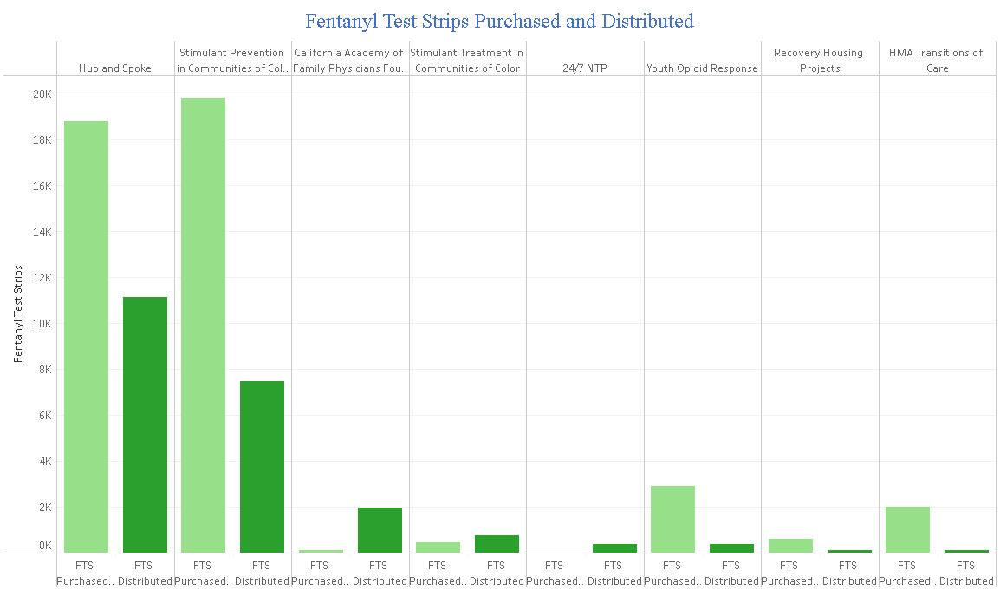 Fentanyl Test Strips Purchased and Distributed
Hub and Spoke
Stimulant Prevention
in Communities of Col..
California Academy of
Family Physicians Fou..
Stimulant Treatment in
Communities of Color
24/7 NTP
Youth Opioid Response
Recovery Housing
Projects
HMA Transitions of
Care
20K
18K
16K
14K
12K
10K
8K
6K
4K
2K
0K
Fentanyl Test Strips
FTS
Purchased..
FTS
Distributed
FTS
Purchased..
FTS
Distributed
FTS
Purchased..
FTS
Distributed
FTS
Purchased..
FTS
Distributed
FTS
Purchased..
FTS
Distributed
FTS
Purchased..
FTS
Distributed
FTS
Purchased..
FTS
Distributed
FTS
Purchased..
FTS
Distributed